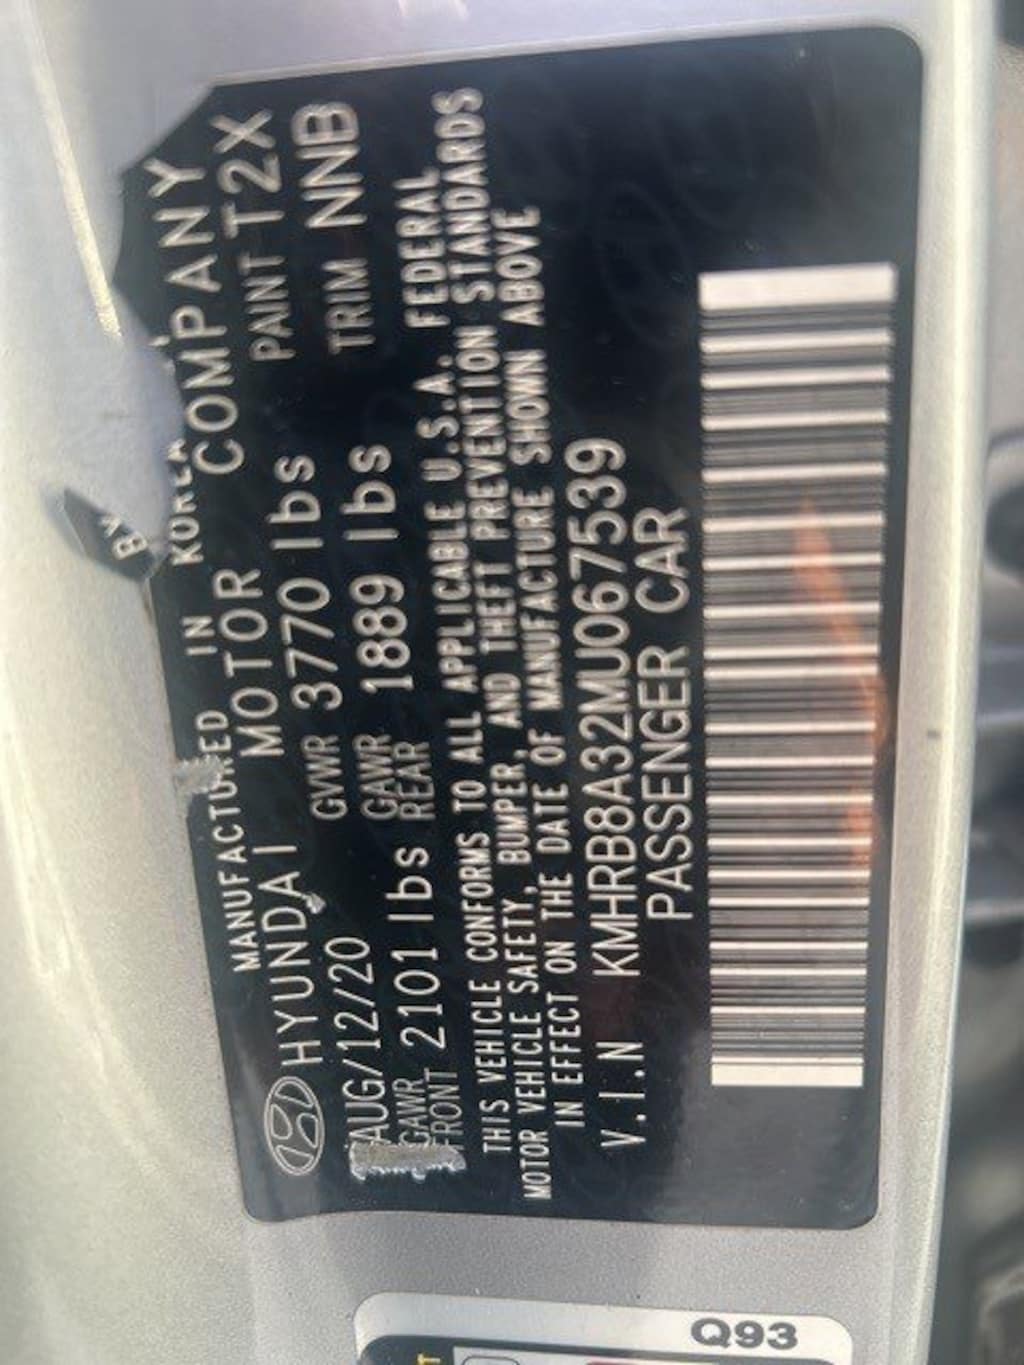 MANUFACTURED IN KOREA BY
HYUNDAI MOTOR COMPANY
AUG/12/20 GVWR 3770 lbs PAINT T2X
GAWR FRONT 2101 lbs GAWR REAR 1889 lbs TRIM NNB
THIS VEHICLE CONFORMS TO ALL APPLICABLE U.S.A. FEDERAL
MOTOR VEHICLE SAFETY, BUMPER, AND THEFT PREVENTION STANDARDS
IN EFFECT ON THE DATE OF MANUFACTURE SHOWN ABOVE
V.I.N KMHRB8A32MU067539
PASSENGER CAR
Q93